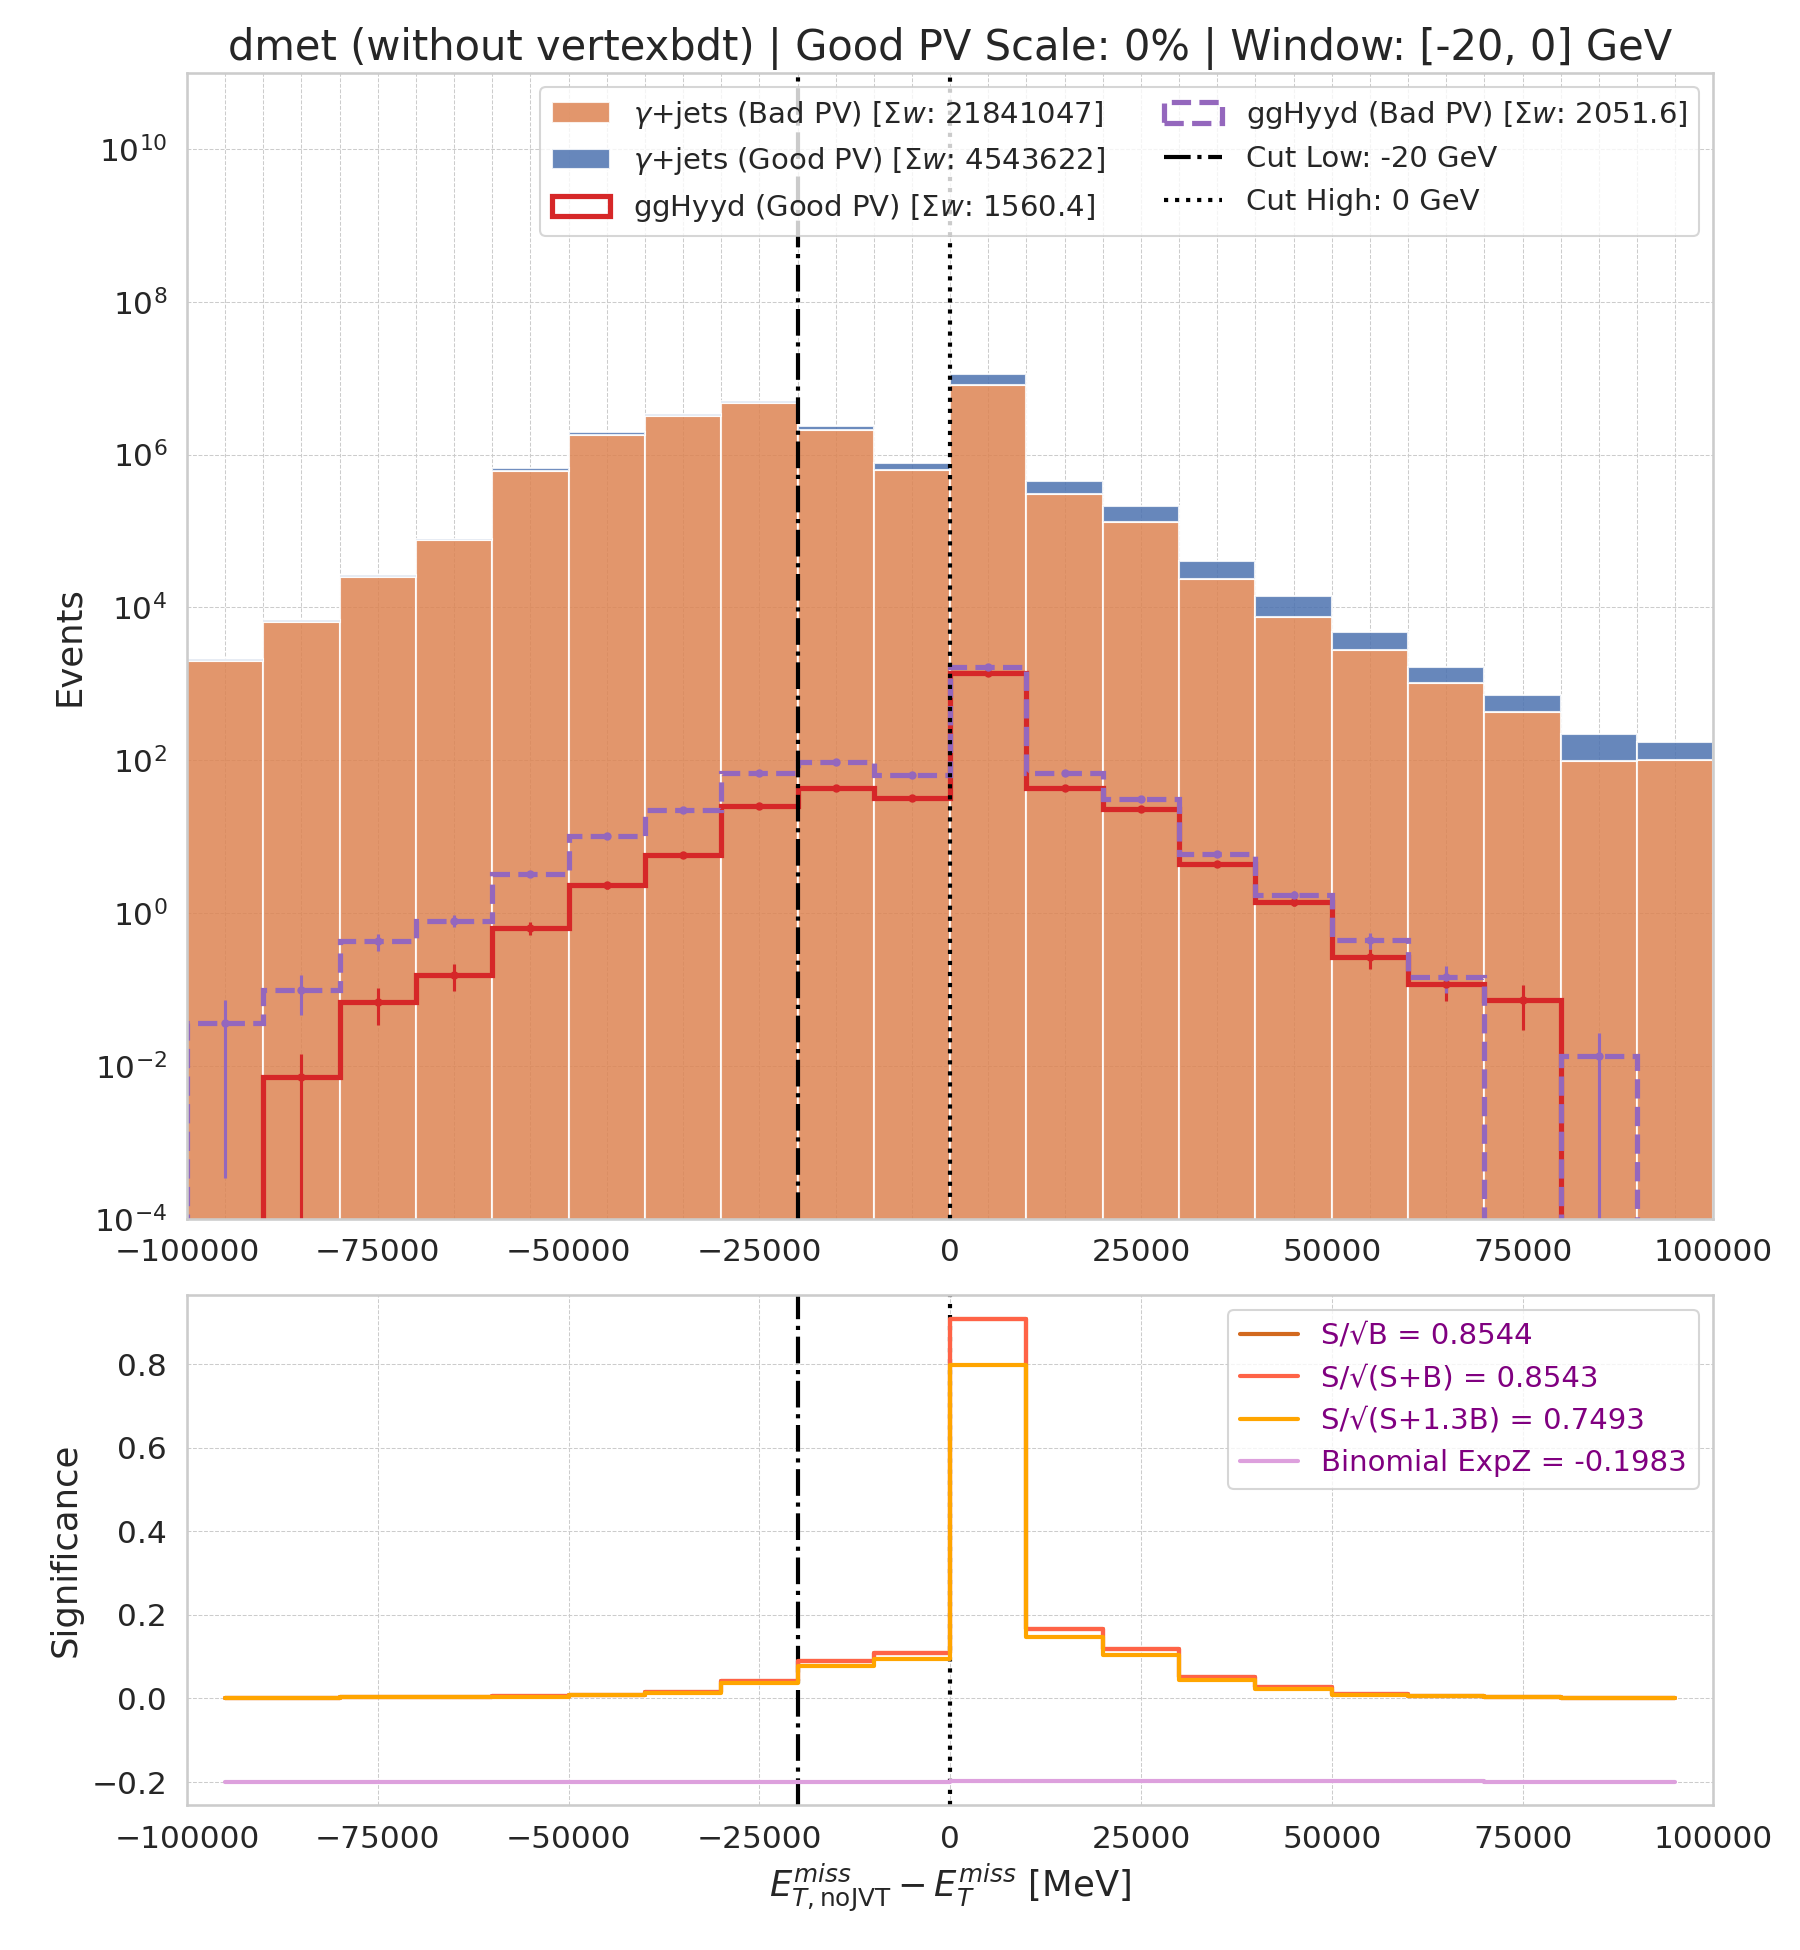 dmet (without vertexbdt) | Good PV Scale: 0% | Window: [-20, 0] GeV
γ+jets (Bad PV) [Σw: 21841047]
γ+jets (Good PV) [Σw: 4543622]
ggHyyd (Good PV) [Σw: 1560.4]
ggHyyd (Bad PV) [Σw: 2051.6]
Cut Low: -20 GeV
Cut High: 0 GeV
Events
10^10
10^8
10^6
10^4
10^2
10^0
10^−2
10^−4
−100000 −75000 −50000 −25000 0 25000 50000 75000 100000
S/√B = 0.8544
S/√(S+B) = 0.8543
S/√(S+1.3B) = 0.7493
Binomial ExpZ = -0.1983
Significance
0.8
0.6
0.4
0.2
0.0
−0.2
−100000 −75000 −50000 −25000 0 25000 50000 75000 100000
E_{T, noJVT}^{miss} − E_T^{miss} [MeV]